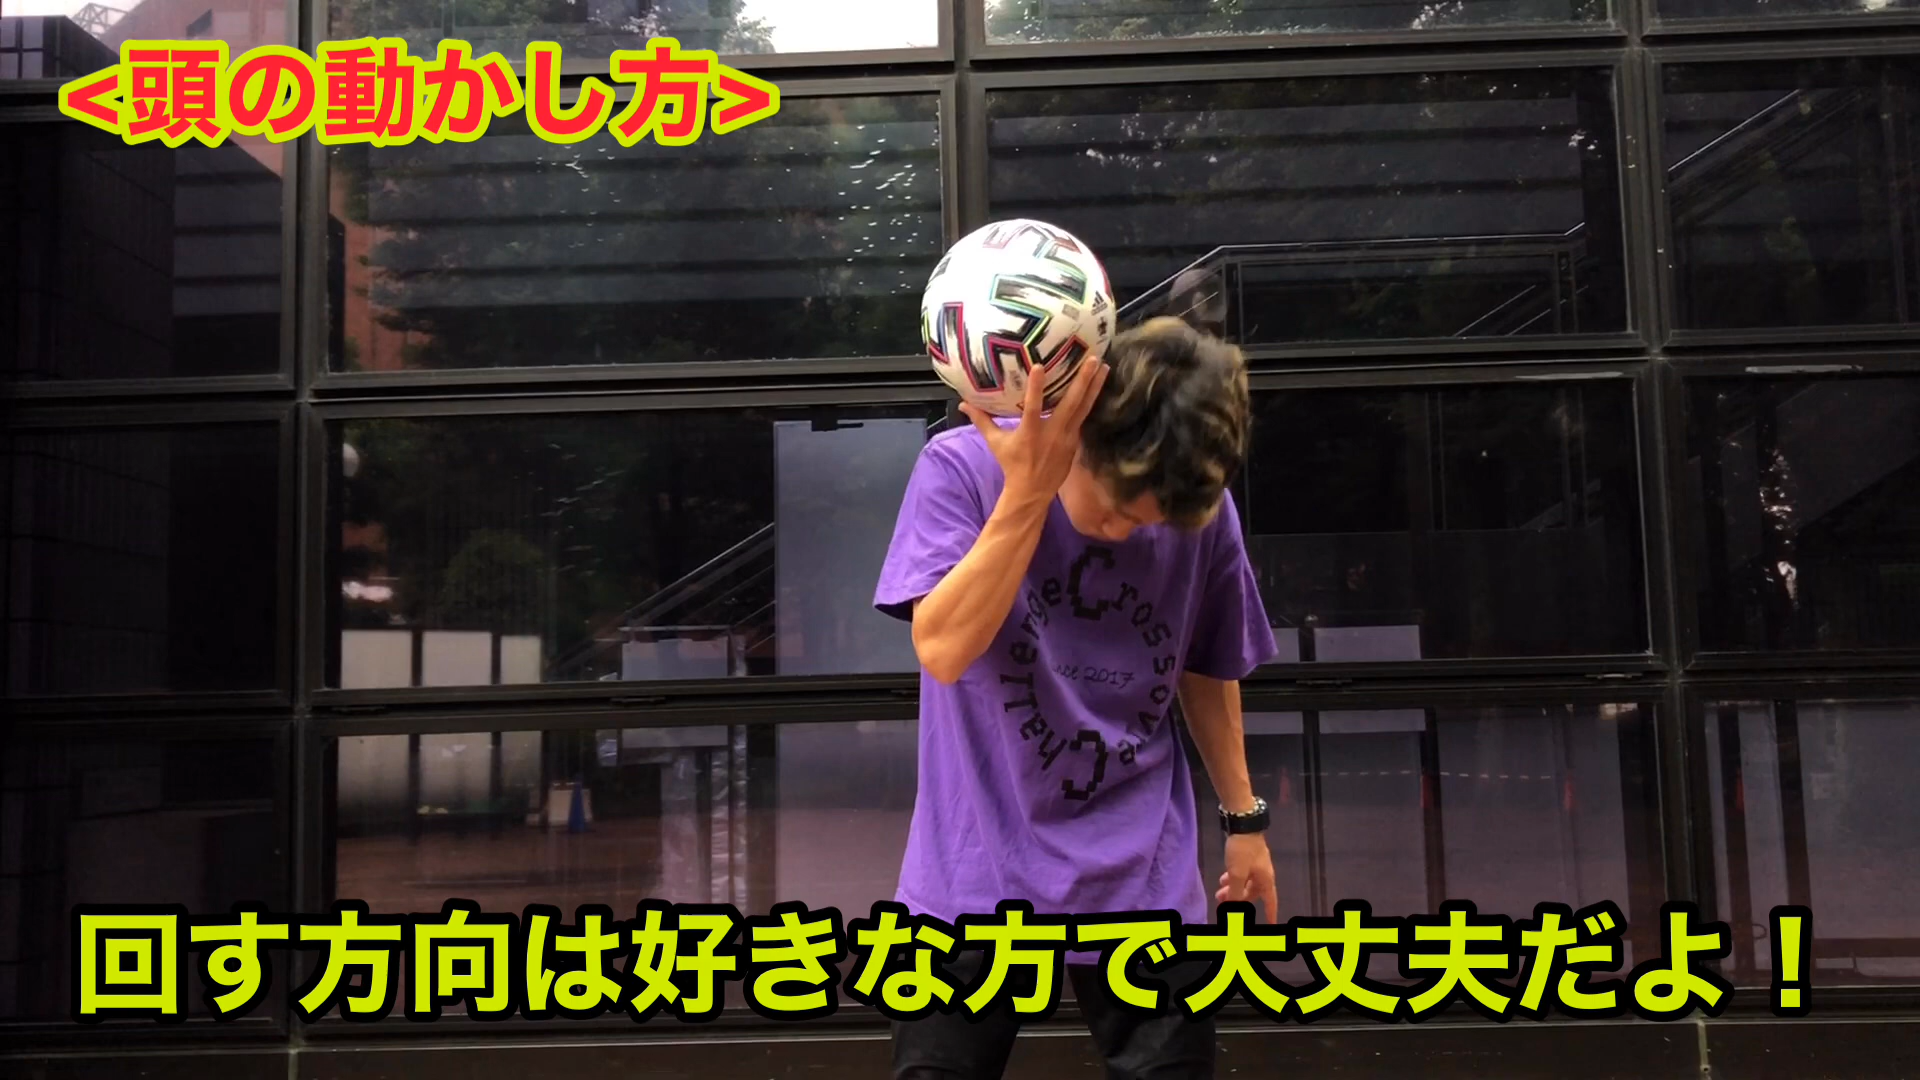 <頭の動かし方>
Challenge Crossover
nce 2017
回す方向は好きな方で大丈夫だよ！